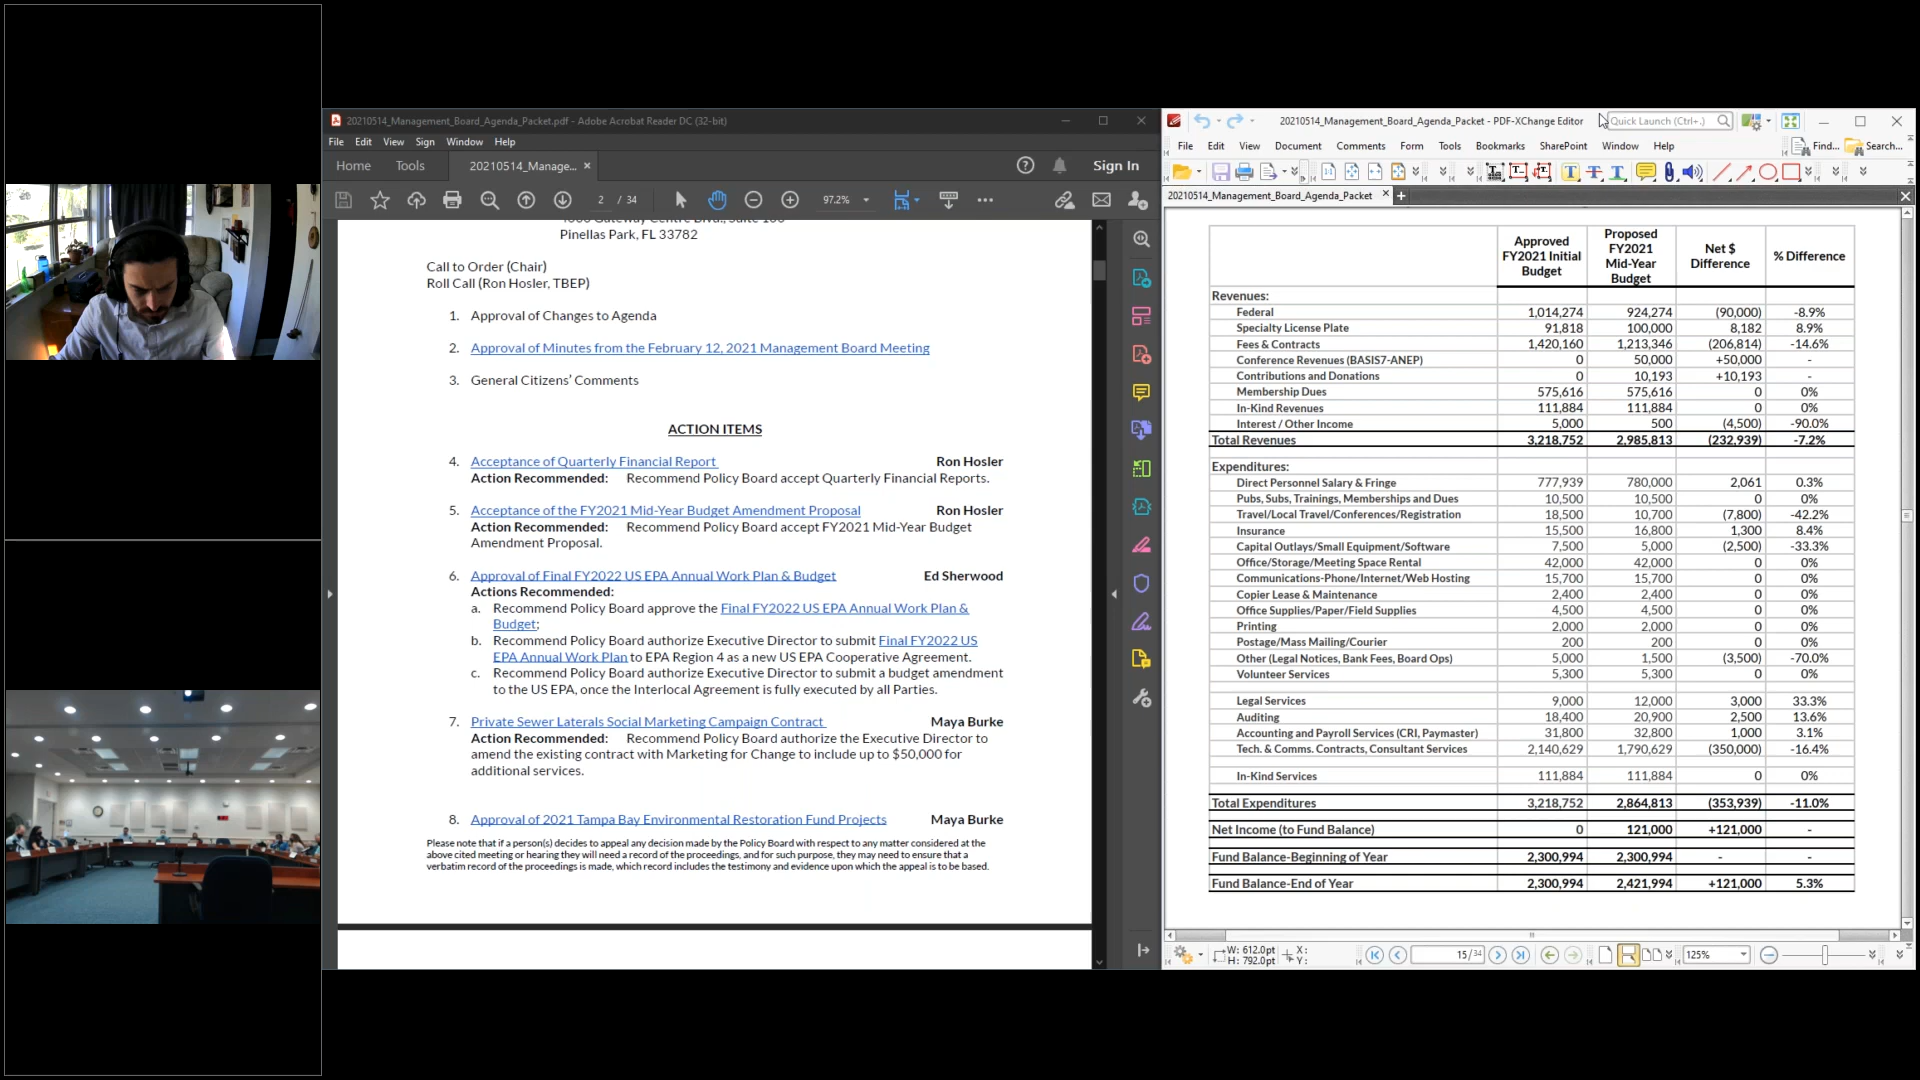 20210514_Management_Board_Agenda_Packet.pdf - Adobe Acrobat Reader DC (32-bit)
File Edit View Sign Window Help
Home Tools 20210514_Manage... × Sign In
2 / 34 97.2%
Pinellas Park, FL 33782
Call to Order (Chair)
Roll Call (Ron Hosler, TBEP)
1. Approval of Changes to Agenda
2. Approval of Minutes from the February 12, 2021 Management Board Meeting
3. General Citizens' Comments
ACTION ITEMS
4. Acceptance of Quarterly Financial Report Ron Hosler
Action Recommended: Recommend Policy Board accept Quarterly Financial Reports.
5. Acceptance of the FY2021 Mid-Year Budget Amendment Proposal Ron Hosler
Action Recommended: Recommend Policy Board accept FY2021 Mid-Year Budget
Amendment Proposal.
6. Approval of Final FY2022 US EPA Annual Work Plan & Budget Ed Sherwood
Actions Recommended:
a. Recommend Policy Board approve the Final FY2022 US EPA Annual Work Plan &
Budget;
b. Recommend Policy Board authorize Executive Director to submit Final FY2022 US
EPA Annual Work Plan to EPA Region 4 as a new US EPA Cooperative Agreement.
c. Recommend Policy Board authorize Executive Director to submit a budget amendment
to the US EPA, once the Interlocal Agreement is fully executed by all Parties.
7. Private Sewer Laterals Social Marketing Campaign Contract Maya Burke
Action Recommended: Recommend Policy Board authorize the Executive Director to
amend the existing contract with Marketing for Change to include up to $50,000 for
additional services.
8. Approval of 2021 Tampa Bay Environmental Restoration Fund Projects Maya Burke
Please note that if a person(s) decides to appeal any decision made by the Policy Board with respect to any matter considered at the
above cited meeting or hearing they will need a record of the proceedings, and for such purpose, they may need to ensure that a
verbatim record of the proceedings is made, which record includes the testimony and evidence upon which the appeal is to be based.
20210514_Management_Board_Agenda_Packet - PDF-XChange Editor Quick Launch (Ctrl+.)
File Edit View Document Comments Form Tools Bookmarks SharePoint Window Help Find... Search...
20210514_Management_Board_Agenda_Packet
Approved FY2021 Initial Budget Proposed FY2021 Mid-Year Budget Net $ Difference % Difference
Revenues:
Federal 1,014,274 924,274 (90,000) -8.9%
Specialty License Plate 91,818 100,000 8,182 8.9%
Fees & Contracts 1,420,160 1,213,346 (206,814) -14.6%
Conference Revenues (BASIS7-ANEP) 0 50,000 +50,000 -
Contributions and Donations 0 10,193 +10,193 -
Membership Dues 575,616 575,616 0 0%
In-Kind Revenues 111,884 111,884 0 0%
Interest / Other Income 5,000 500 (4,500) -90.0%
Total Revenues 3,218,752 2,985,813 (232,939) -7.2%
Expenditures:
Direct Personnel Salary & Fringe 777,939 780,000 2,061 0.3%
Pubs, Subs, Trainings, Memberships and Dues 10,500 10,500 0 0%
Travel/Local Travel/Conferences/Registration 18,500 10,700 (7,800) -42.2%
Insurance 15,500 16,800 1,300 8.4%
Capital Outlays/Small Equipment/Software 7,500 5,000 (2,500) -33.3%
Office/Storage/Meeting Space Rental 42,000 42,000 0 0%
Communications-Phone/Internet/Web Hosting 15,700 15,700 0 0%
Copier Lease & Maintenance 2,400 2,400 0 0%
Office Supplies/Paper/Field Supplies 4,500 4,500 0 0%
Printing 2,000 2,000 0 0%
Postage/Mass Mailing/Courier 200 200 0 0%
Other (Legal Notices, Bank Fees, Board Ops) 5,000 1,500 (3,500) -70.0%
Volunteer Services 5,300 5,300 0 0%
Legal Services 9,000 12,000 3,000 33.3%
Auditing 18,400 20,900 2,500 13.6%
Accounting and Payroll Services (CRI, Paymaster) 31,800 32,800 1,000 3.1%
Tech. & Comms. Contracts, Consultant Services 2,140,629 1,790,629 (350,000) -16.4%
In-Kind Services 111,884 111,884 0 0%
Total Expenditures 3,218,752 2,864,813 (353,939) -11.0%
Net Income (to Fund Balance) 0 121,000 +121,000 -
Fund Balance-Beginning of Year 2,300,994 2,300,994 - -
Fund Balance-End of Year 2,300,994 2,421,994 +121,000 5.3%
W: 612.0pt X:
H: 792.0pt Y:
15/34 125%